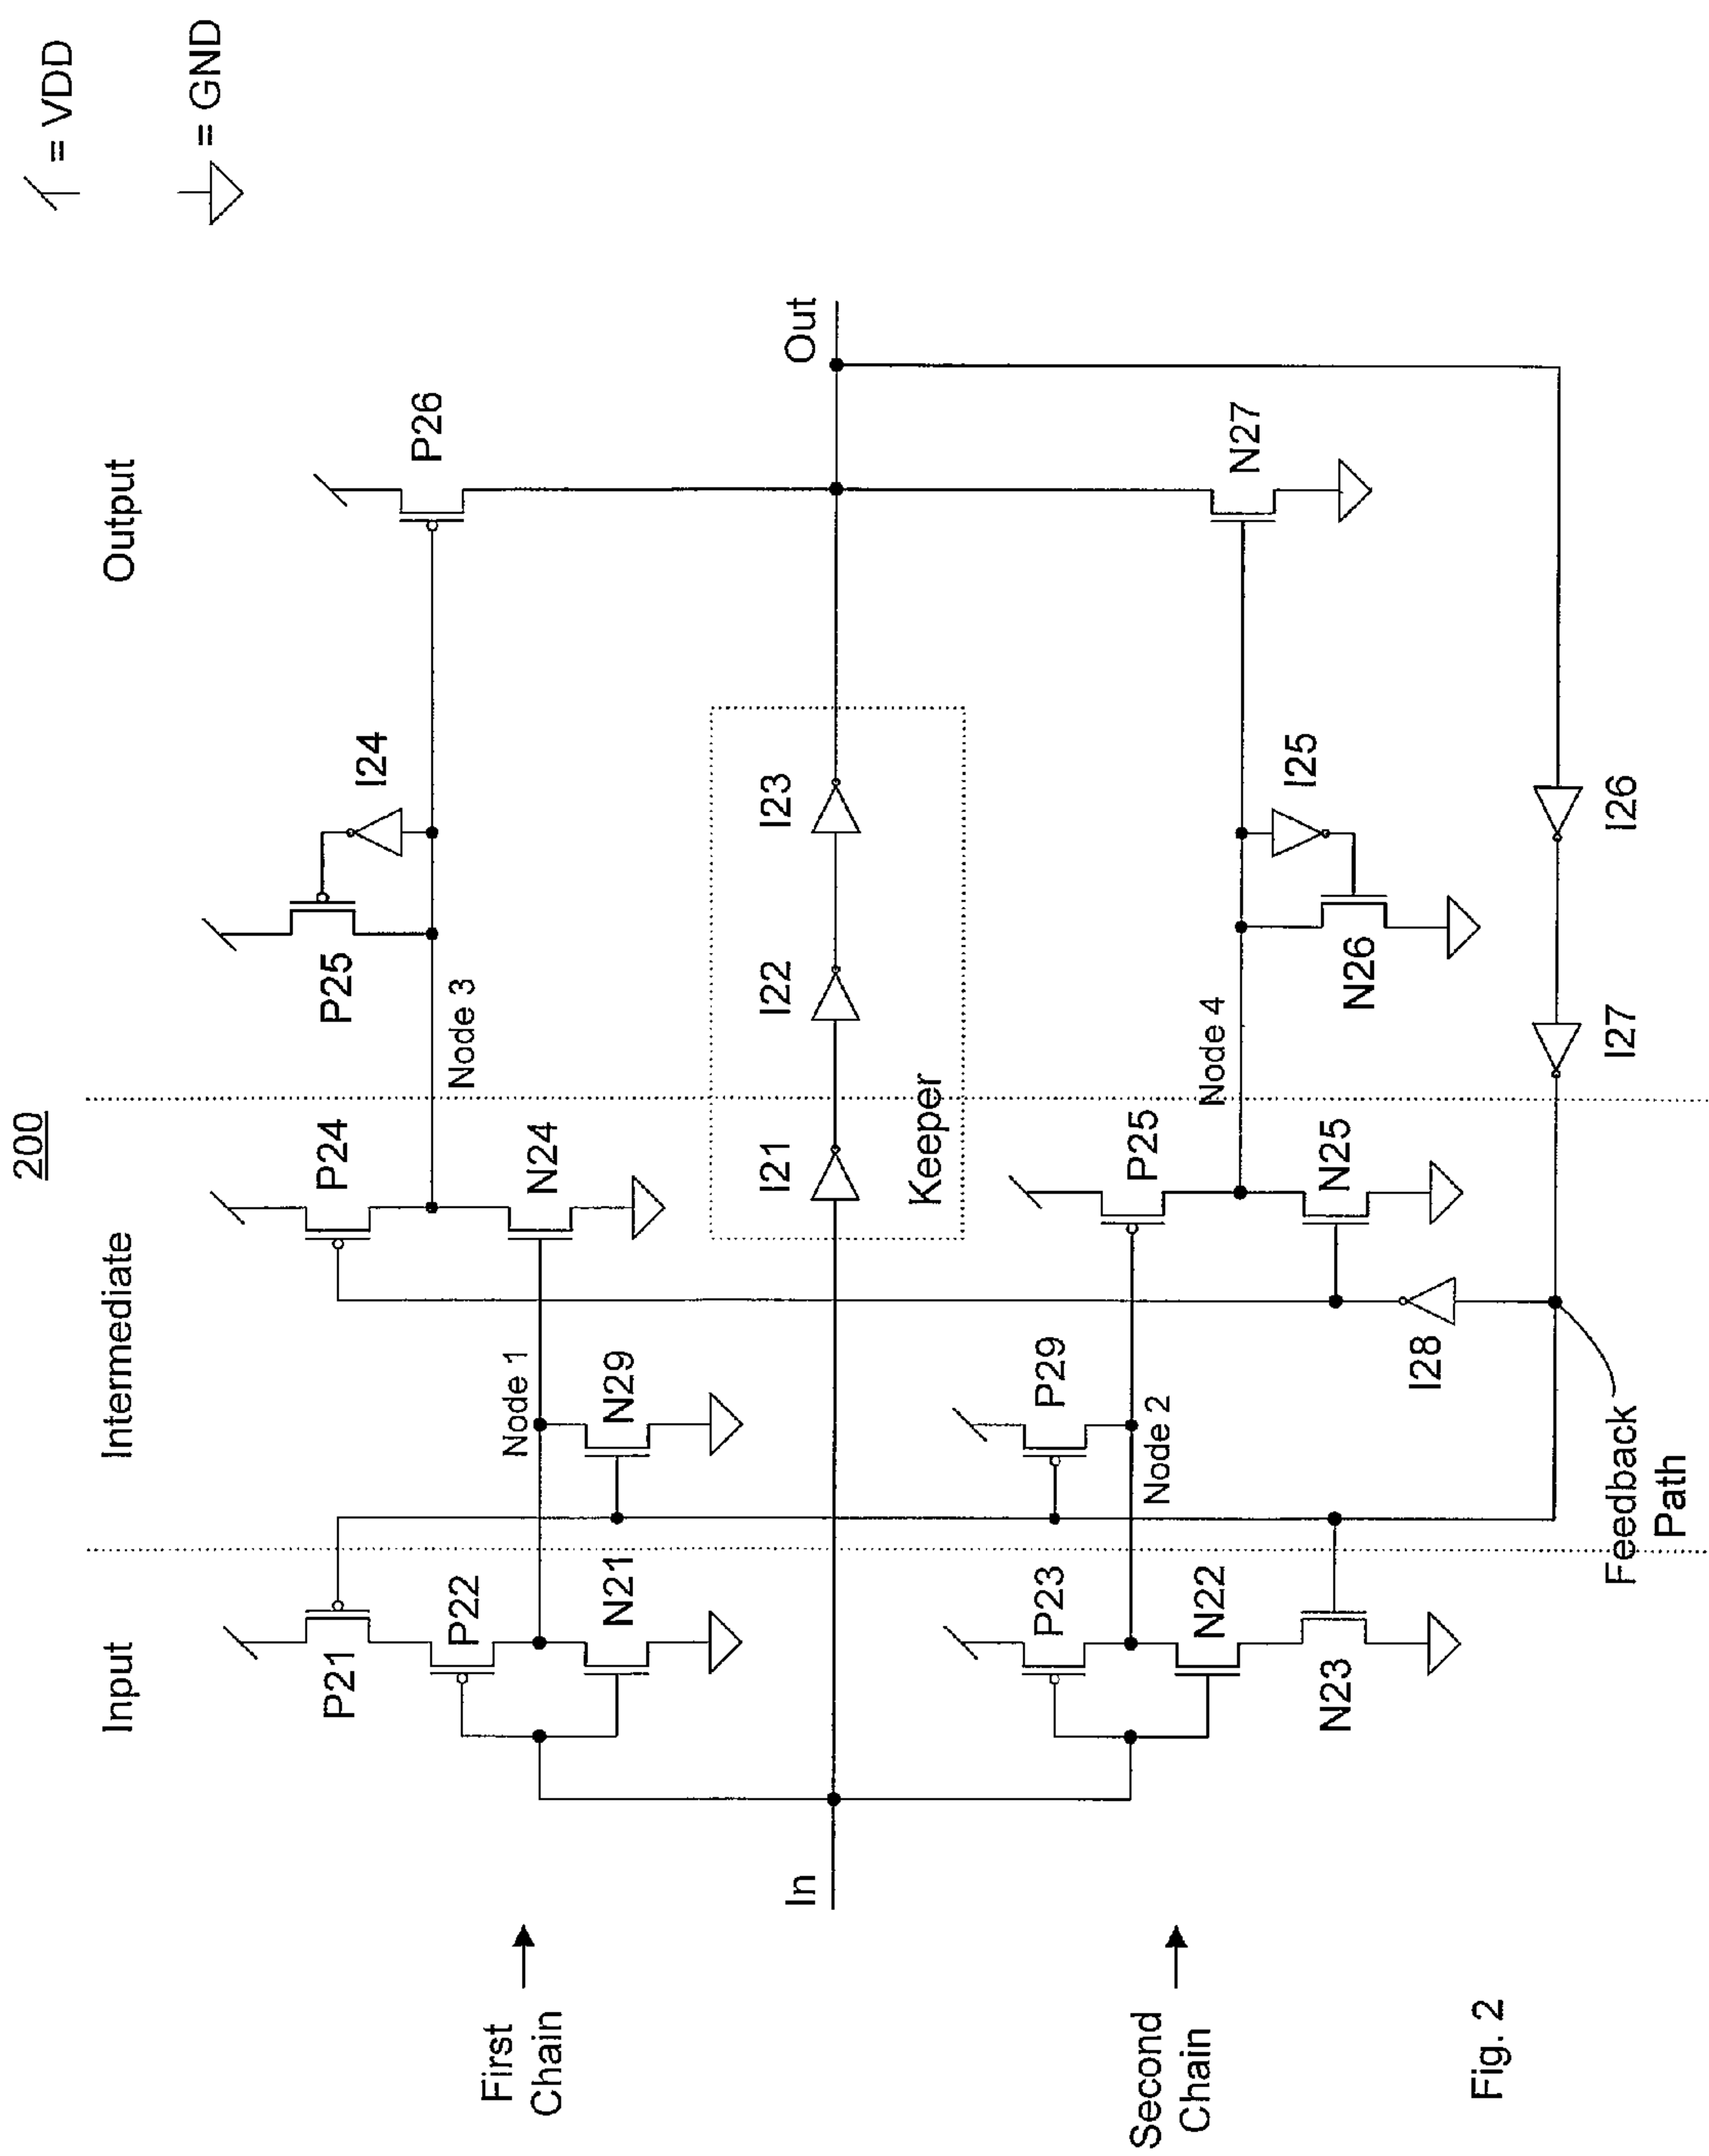 200
= VDD
= GND
Input
Intermediate
Output
First
Chain
Second
Chain
In
Out
P21
P22
N21
Node 1
N29
P24
N24
Node 3
P25
I24
P26
I21
I22
I23
Keeper
P23
N22
N23
P29
Node 2
P25
N25
Node 4
N26
I25
N27
I28
I27
I26
Feedback
Path
Fig. 2